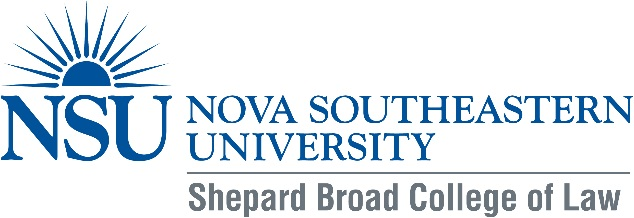 NSU NOVA SOUTHEASTERN
UNIVERSITY
Shepard Broad College of Law